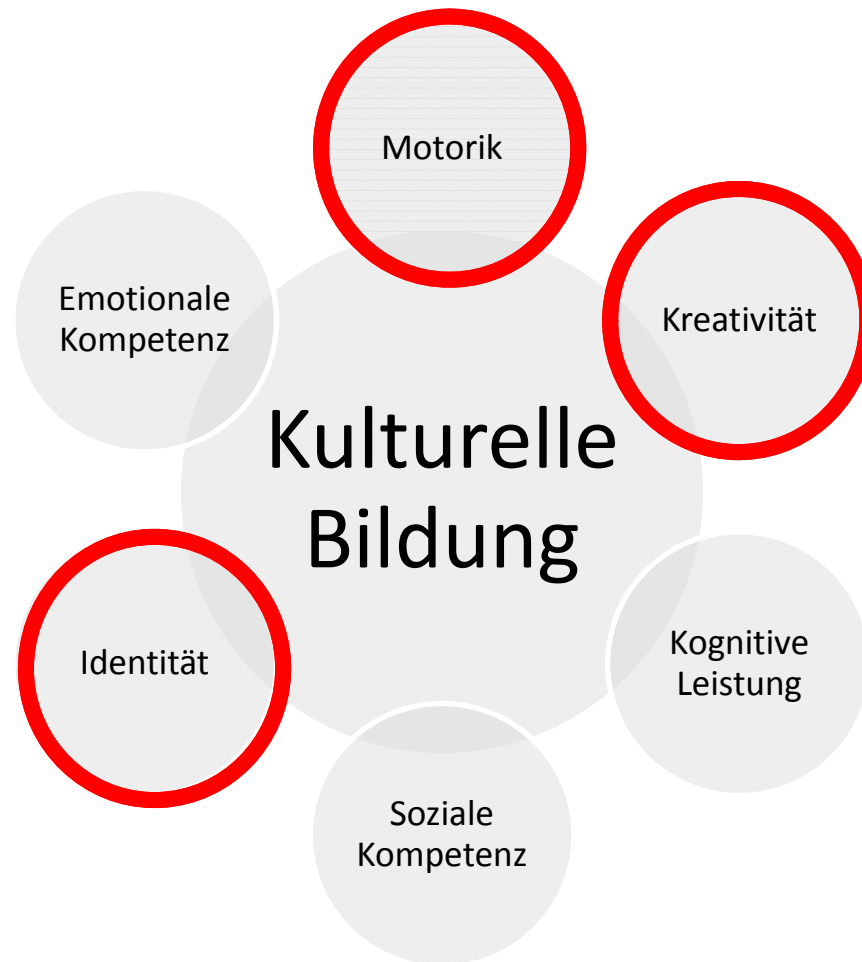 Motorik
Emotionale
Kompetenz
Kreativität
Kulturelle
Bildung
Identität
Kognitive
Leistung
Soziale
Kompetenz